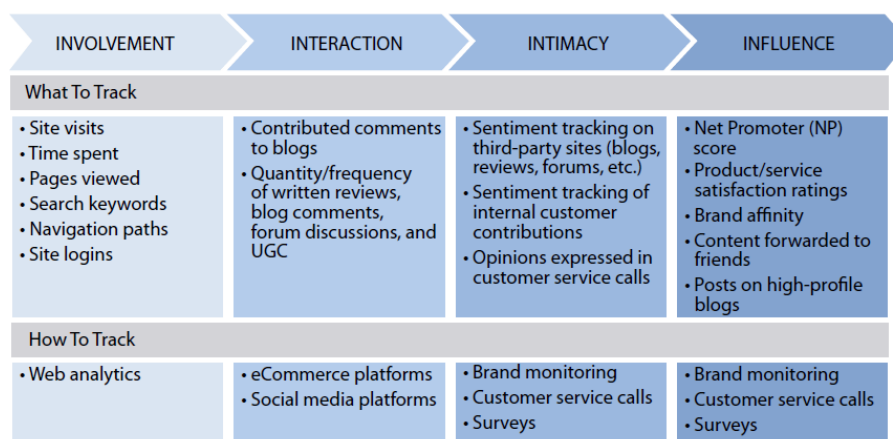 INVOLVEMENT
INTERACTION
INTIMACY
INFLUENCE
What To Track
• Site visits
• Time spent
• Pages viewed
• Search keywords
• Navigation paths
• Site logins
• Contributed comments
to blogs
• Quantity/frequency
of written reviews,
blog comments,
forum discussions, and
UGC
• Sentiment tracking on
third-party sites (blogs,
reviews, forums, etc.)
• Sentiment tracking of
internal customer
contributions
• Opinions expressed in
customer service calls
• Net Promoter (NP)
score
• Product/service
satisfaction ratings
• Brand affinity
• Content forwarded to
friends
• Posts on high-profile
blogs
How To Track
• Web analytics
• eCommerce platforms
• Social media platforms
• Brand monitoring
• Customer service calls
• Surveys
• Brand monitoring
• Customer service calls
• Surveys